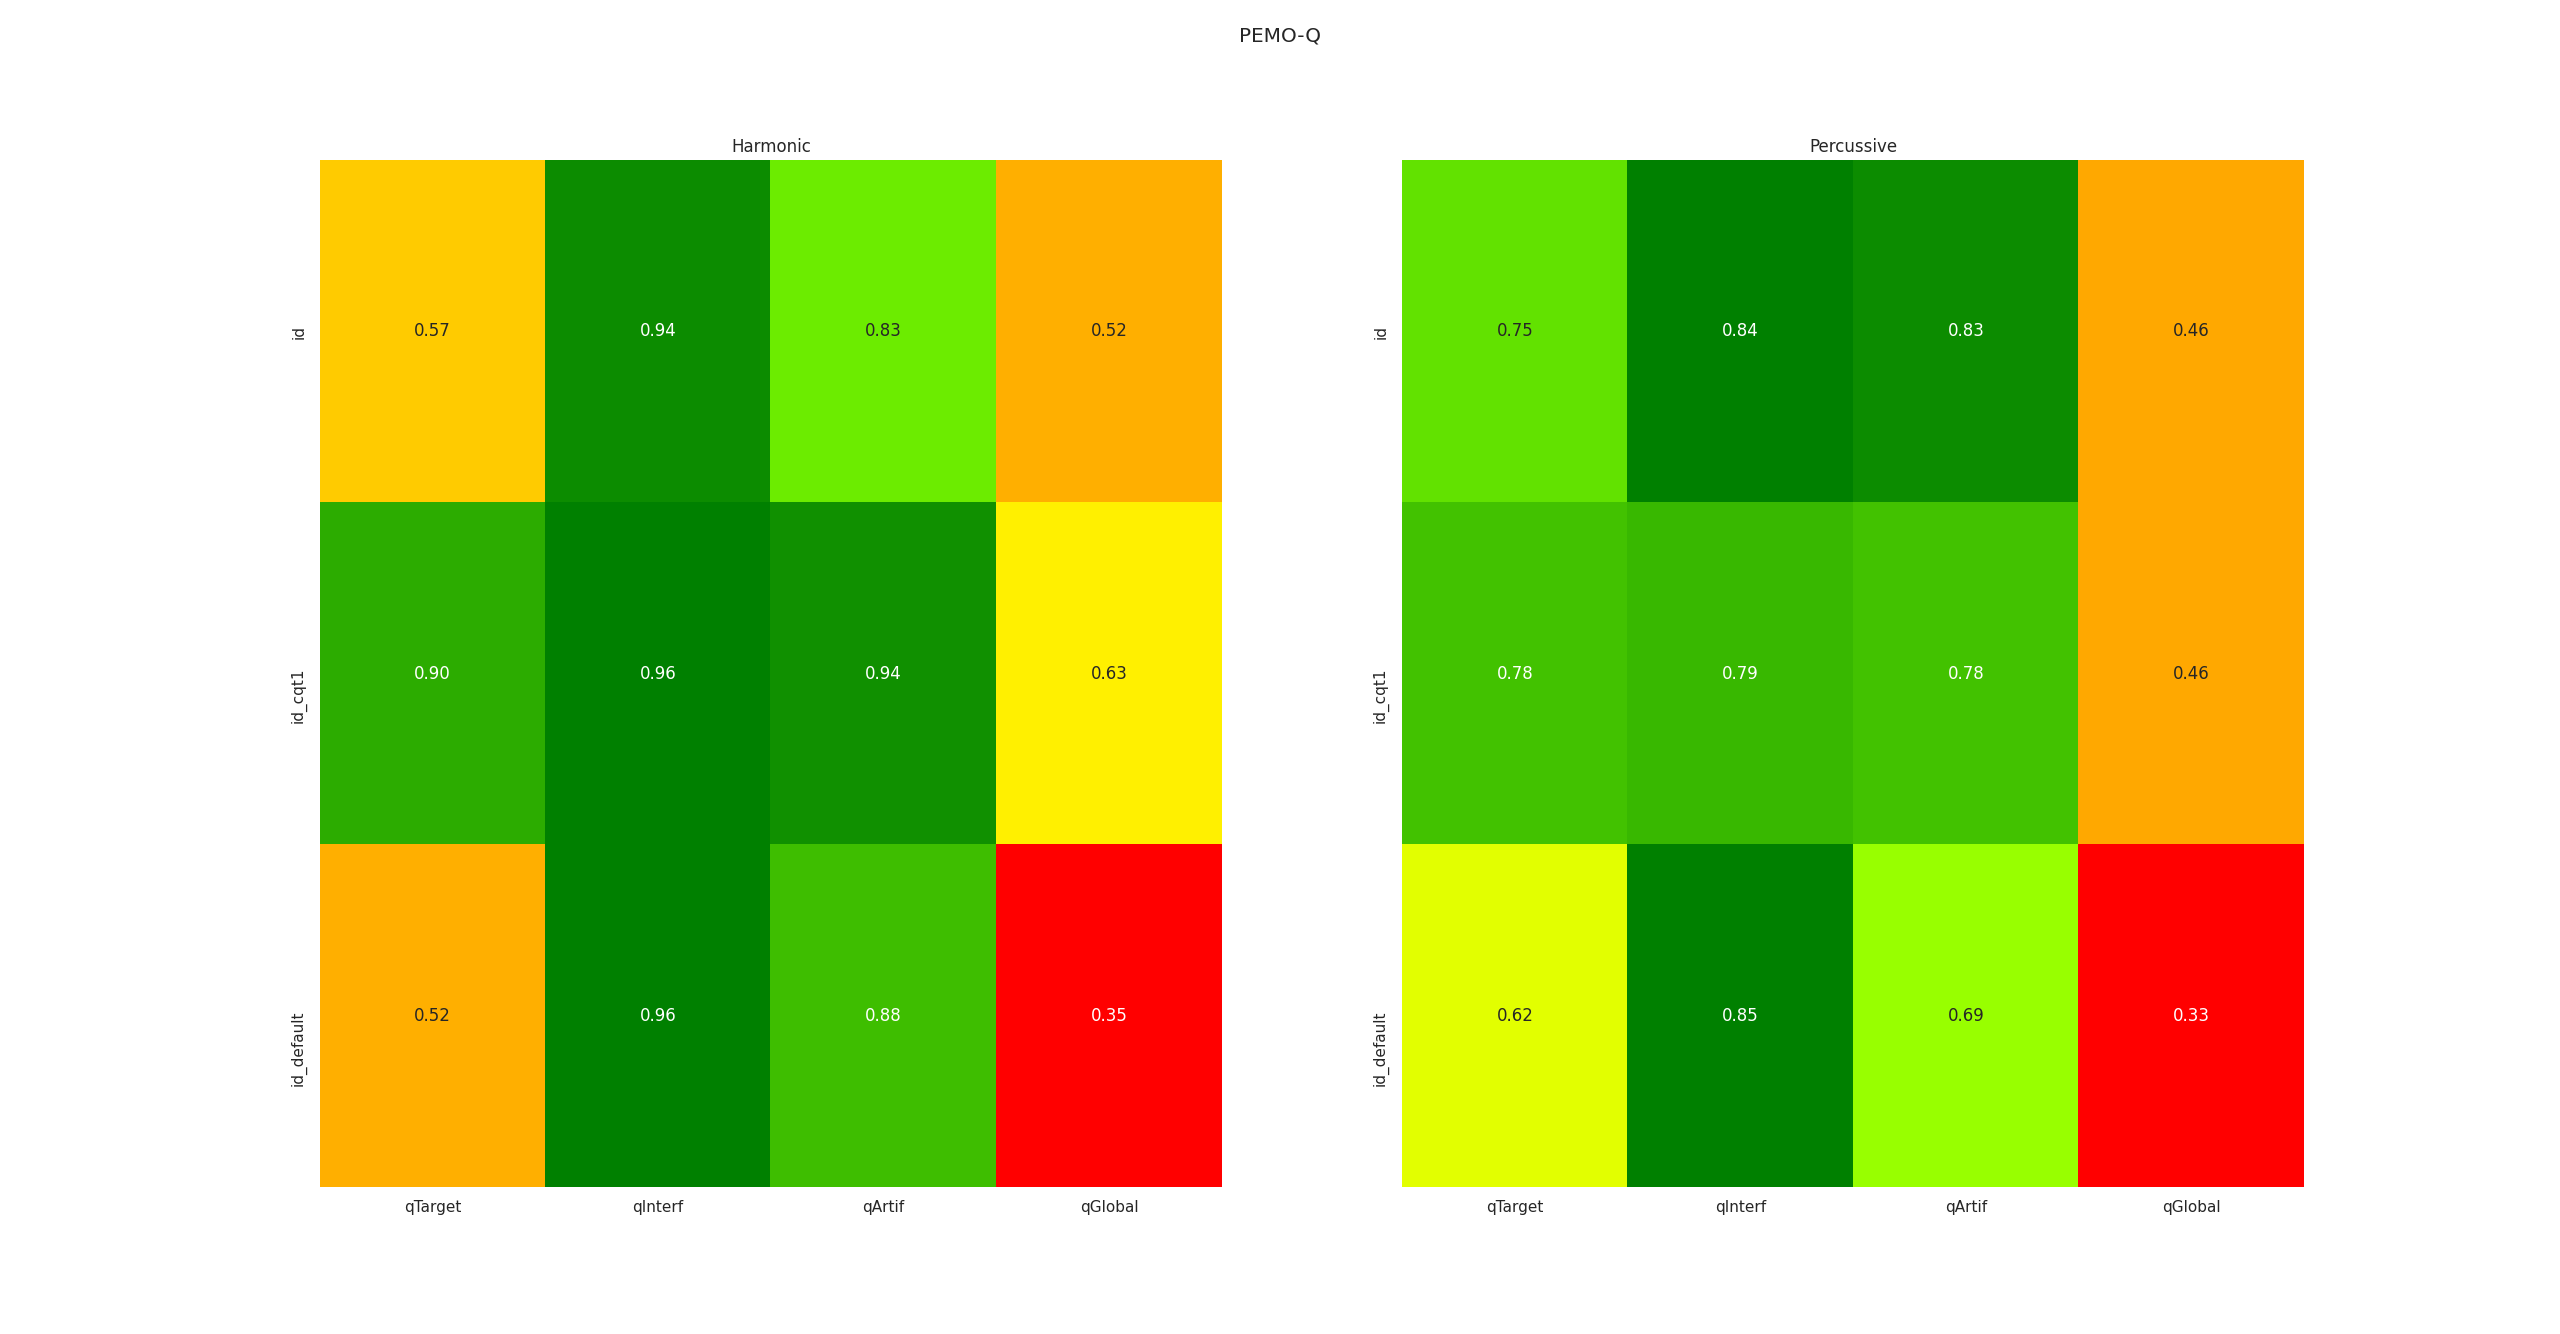 PEMO-Q
Harmonic
id 0.57 0.94 0.83 0.52
id_cqt1 0.90 0.96 0.94 0.63
id_default 0.52 0.96 0.88 0.35
qTarget qInterf qArtif qGlobal
Percussive
id 0.75 0.84 0.83 0.46
id_cqt1 0.78 0.79 0.78 0.46
id_default 0.62 0.85 0.69 0.33
qTarget qInterf qArtif qGlobal